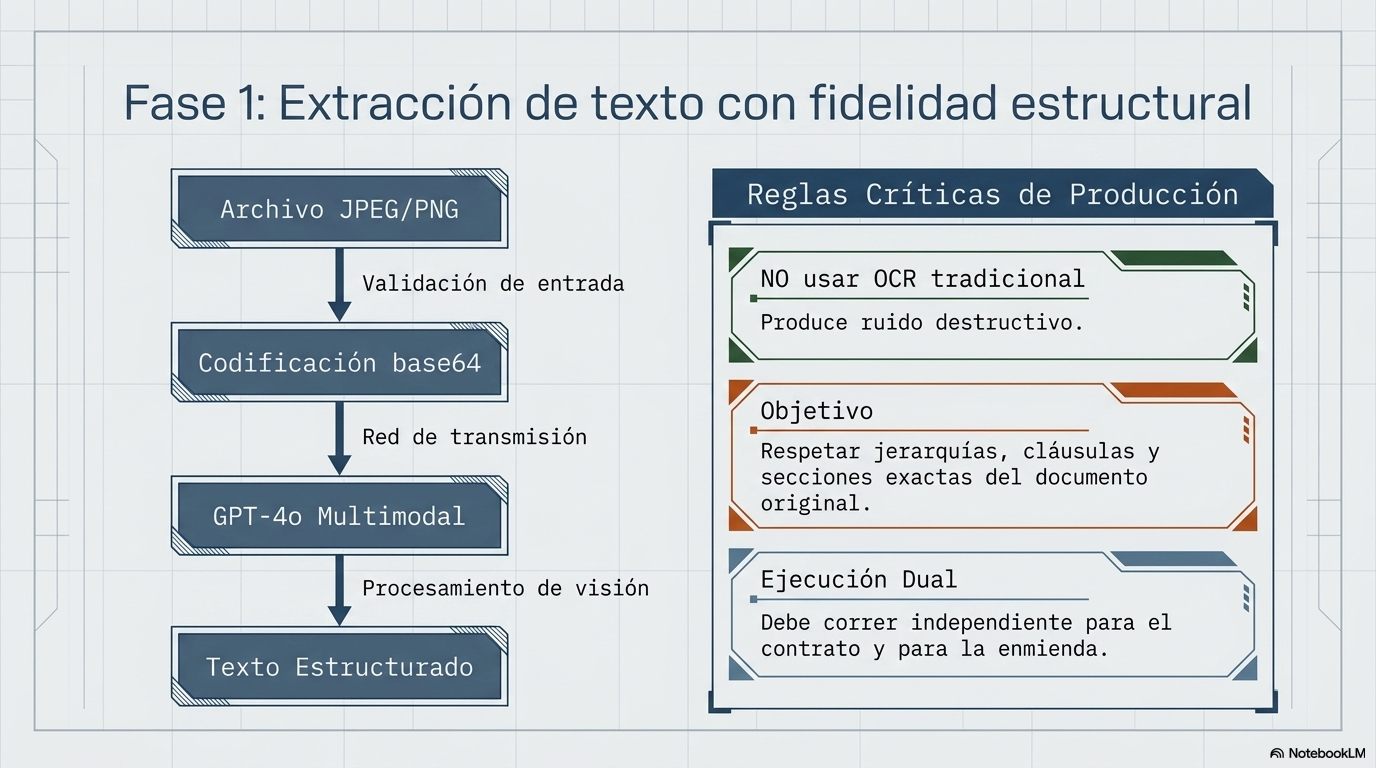 Fase 1: Extracción de texto con fidelidad estructural
Archivo JPEG/PNG
Validación de entrada
Codificación base64
Red de transmisión
GPT-4o Multimodal
Procesamiento de visión
Texto Estructurado
Reglas Críticas de Producción
NO usar OCR tradicional
Produce ruido destructivo.
Objetivo
Respetar jerarquías, cláusulas y
secciones exactas del documento
original.
Ejecución Dual
Debe correr independiente para el
contrato y para la enmienda.
NotebookLM